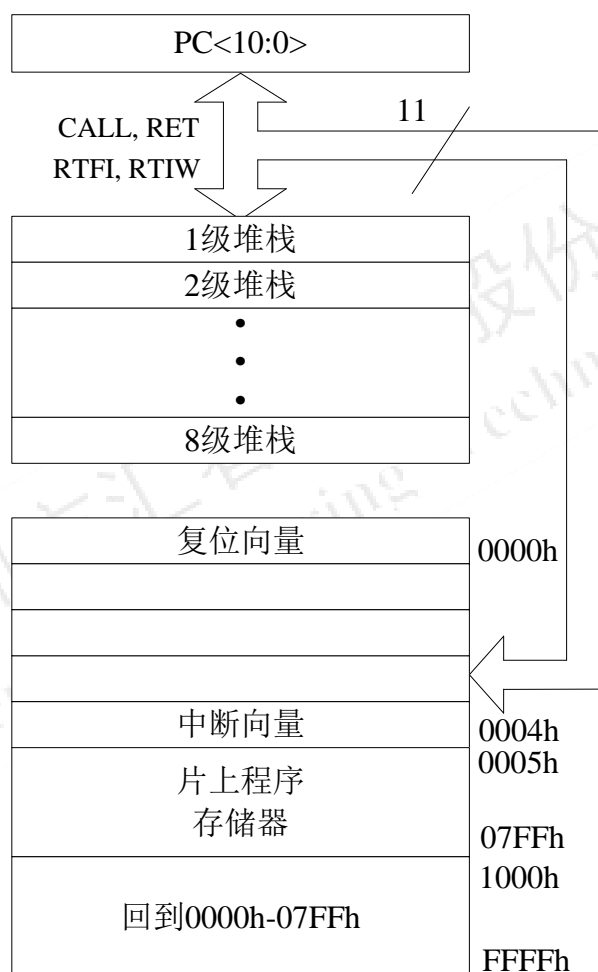 PC<10:0>
CALL, RET
RTFI, RTIW
11
1级堆栈
2级堆栈
8级堆栈
复位向量
0000h
中断向量
0004h
0005h
片上程序
存储器
07FFh
1000h
回到0000h-07FFh
FFFFh